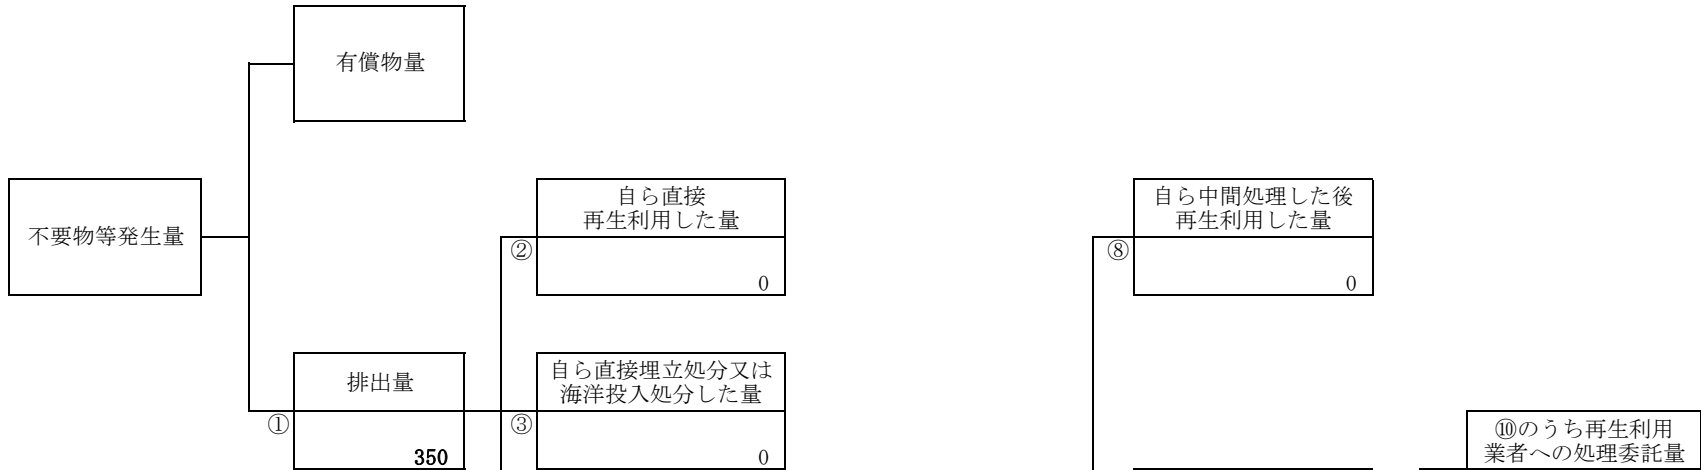 有償物量
不要物等発生量
自ら直接
再生利用した量
②
0
自ら中間処理した後
再生利用した量
⑧
0
排出量
①
350
自ら直接埋立処分又は
海洋投入処分した量
③
0
⑩のうち再生利用
業者への処理委託量